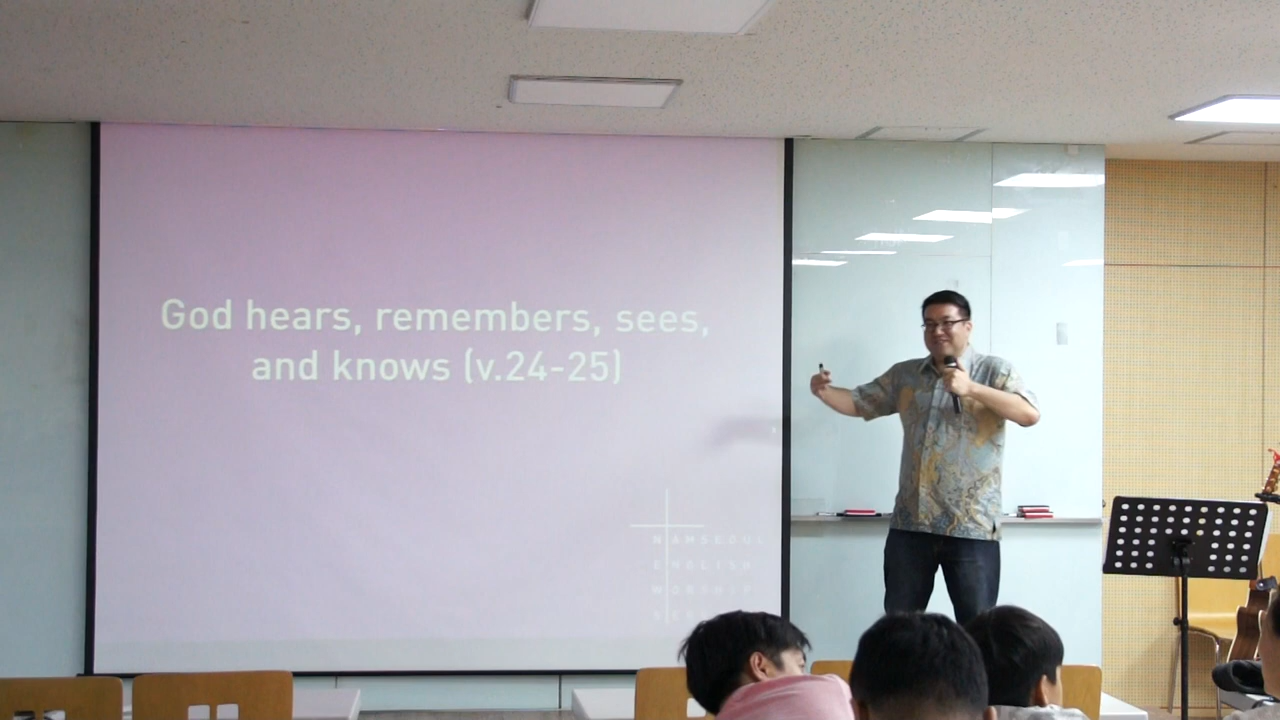 God hears, remembers, sees,
and knows (v.24-25)
NAMSEOUL
ENGLISH
WORSHIP